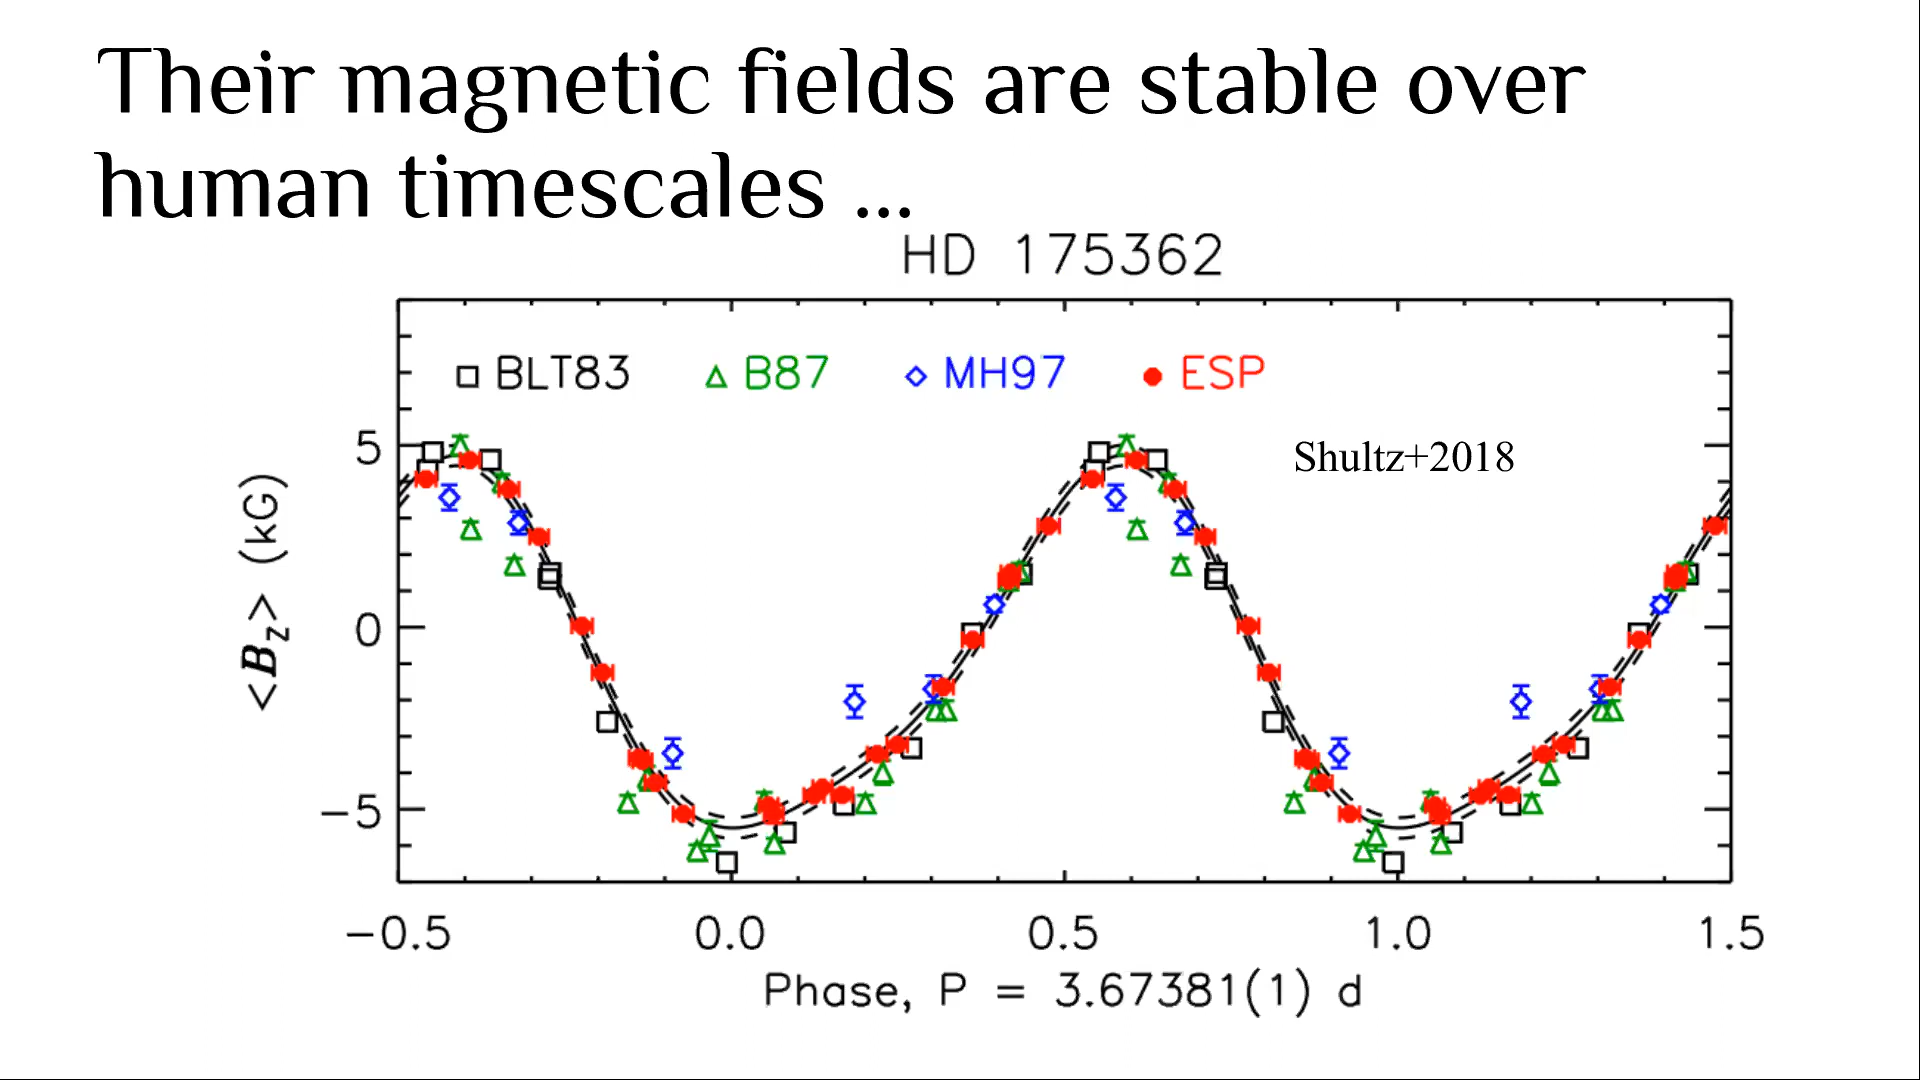 Their magnetic fields are stable over
human timescales ...
HD 175362
BLT83 B87 MH97 ESP
Shultz+2018
<Bz> (kG)
5
0
−5
−0.5 0.0 0.5 1.0 1.5
Phase, P = 3.67381(1) d